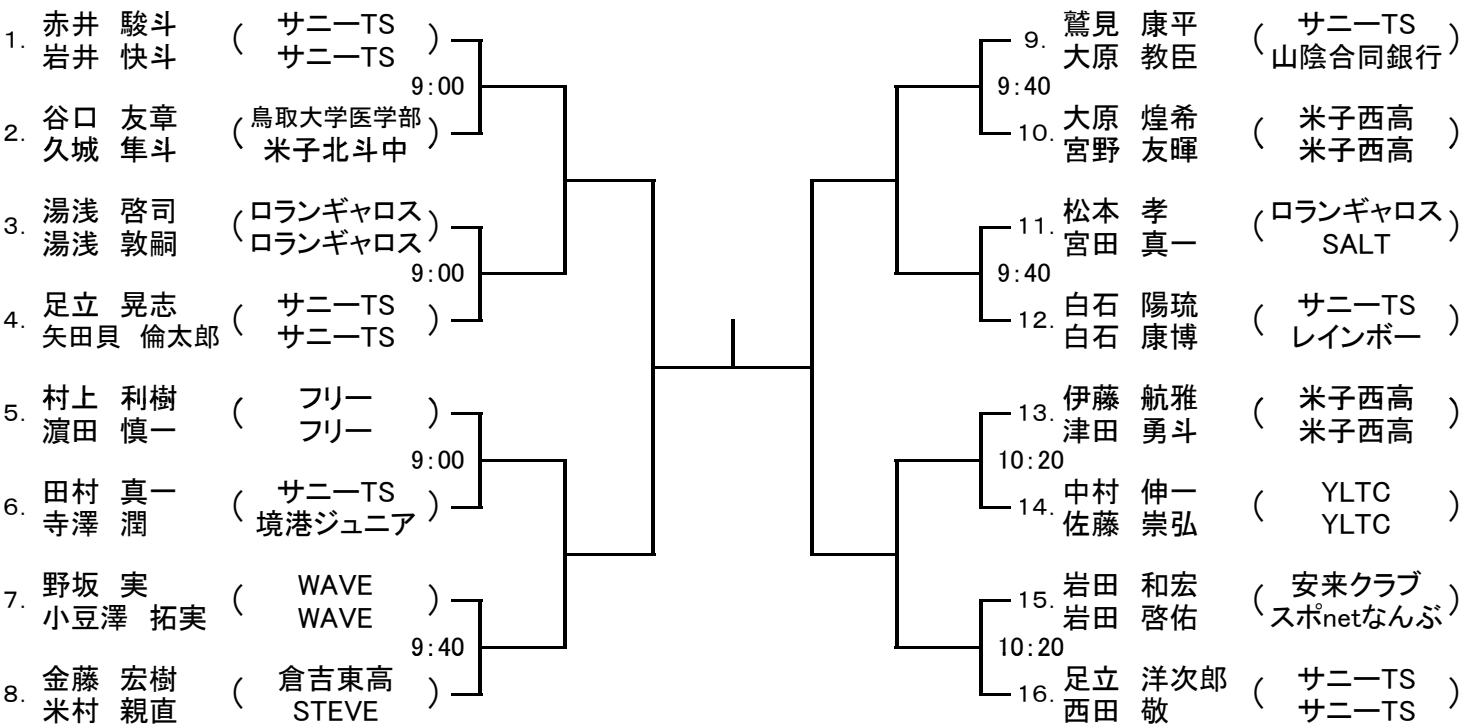 1. 赤井 駿斗 ( サニーTS )
岩井 快斗 サニーTS
9:00
2. 谷口 友章 ( 鳥取大学医学部 )
久城 隼斗 米子北斗中
3. 湯浅 啓司 ( ロランギャロス )
湯浅 敦嗣 ロランギャロス
9:00
4. 足立 晃志 ( サニーTS )
矢田貝 倫太郎 サニーTS
5. 村上 利樹 ( フリー )
濵田 慎一 フリー
9:00
6. 田村 真一 ( サニーTS )
寺澤 潤 境港ジュニア
7. 野坂 実 ( WAVE )
小豆澤 拓実 WAVE
9:40
8. 金藤 宏樹 ( 倉吉東高 )
米村 親直 STEVE
9. 鷲見 康平 ( サニーTS )
大原 教臣 山陰合同銀行
9:40
10. 大原 煌希 ( 米子西高 )
宮野 友暉 米子西高
11. 松本 孝 ( ロランギャロス )
宮田 真一 SALT
9:40
12. 白石 陽琉 ( サニーTS )
白石 康博 レインボー
13. 伊藤 航雅 ( 米子西高 )
津田 勇斗 米子西高
10:20
14. 中村 伸一 ( YLTC )
佐藤 崇弘 YLTC
15. 岩田 和宏 ( 安来クラブ )
岩田 啓佑 スポnetなんぶ
10:20
16. 足立 洋次郎 ( サニーTS )
西田 敬 サニーTS